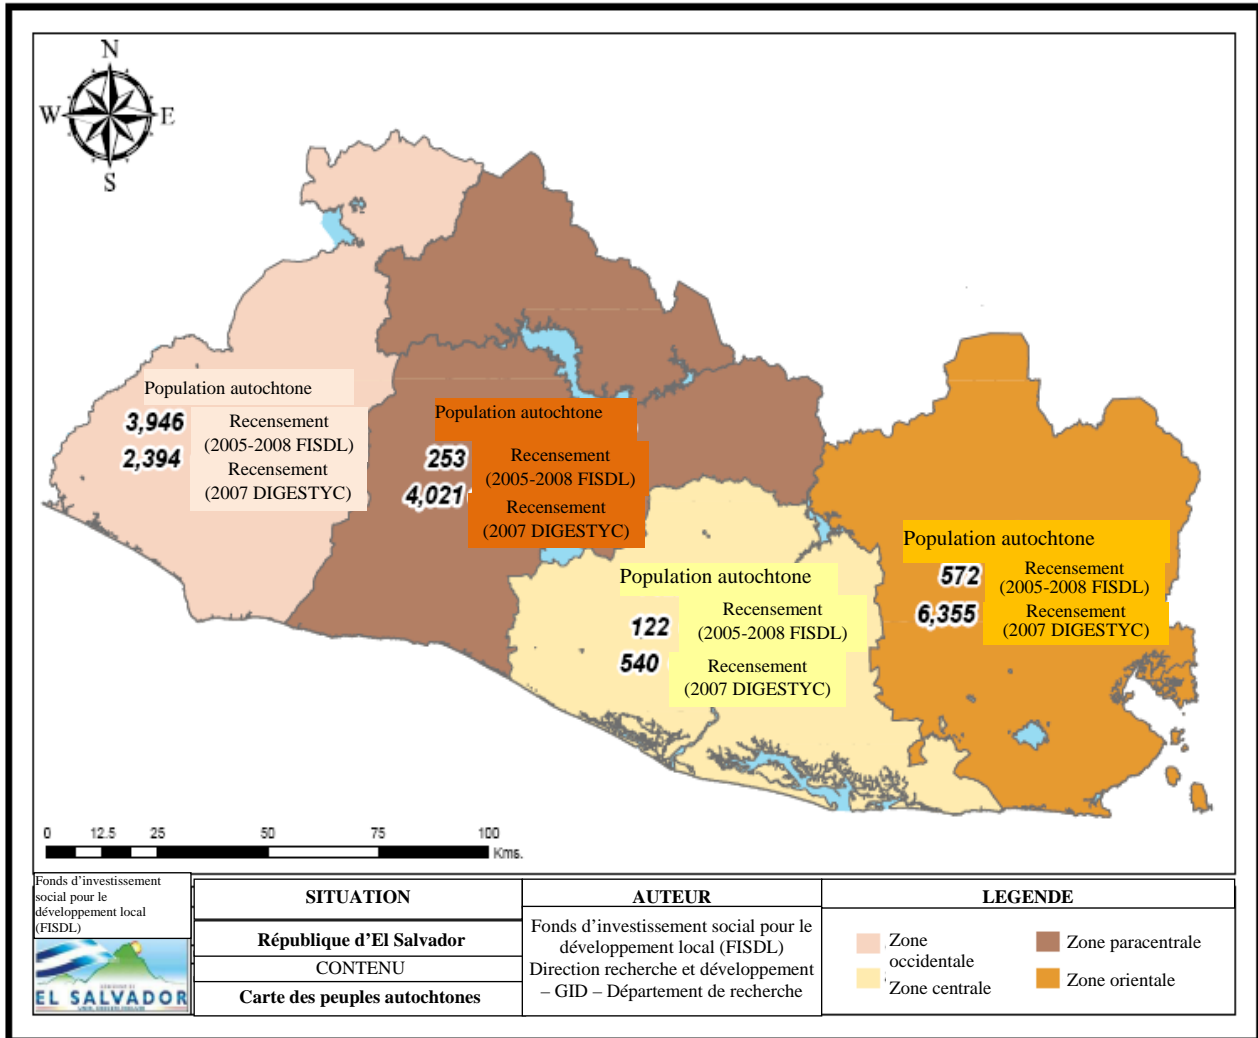 N
W E
S
Population autochtone
3,946 Recensement
(2005-2008 FISDL)
2,394 Recensement
(2007 DIGESTYC)
Population autochtone
253 Recensement
(2005-2008 FISDL)
4,021 Recensement
(2007 DIGESTYC)
Population autochtone
122 Recensement
(2005-2008 FISDL)
540 Recensement
(2007 DIGESTYC)
Population autochtone
572 Recensement
(2005-2008 FISDL)
6,355 Recensement
(2007 DIGESTYC)
0 12.5 25 50 75 100
Kms.
Fonds d’investissement
social pour le
développement local
(FISDL)
EL SALVADOR
SITUATION
République d’El Salvador
CONTENU
Carte des peuples autochtones
AUTEUR
Fonds d’investissement social pour le
développement local (FISDL)
Direction recherche et développement
– GID – Département de recherche
LEGENDE
Zone
occidentale
Zone centrale
Zone paracentrale
Zone orientale